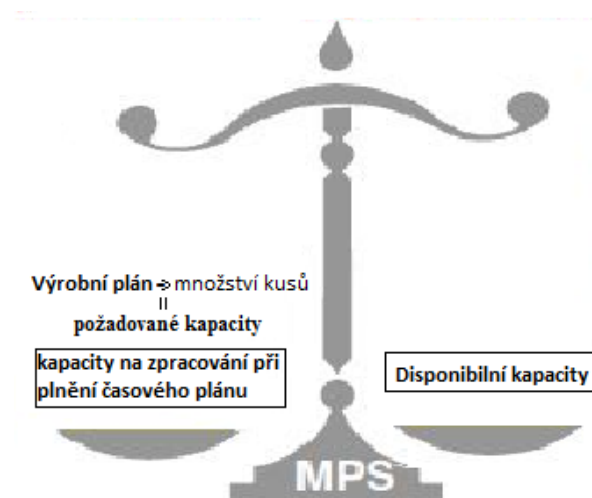 Výrobní plán ➩ množství kusů
=
požadované kapacity
kapacity na zpracování při
plnění časového plánu
Disponibilní kapacity
MPS